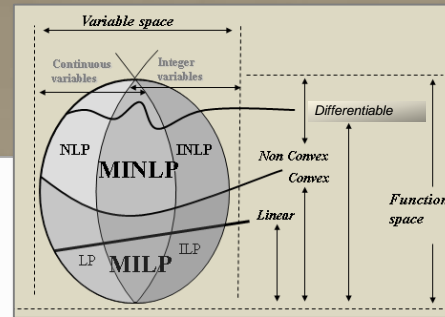 Variable space
Continuous
variables
Integer
variables
Differentiable
NLP
INLP
MINLP
Non Convex
Convex
Function
space
Linear
LP
ILP
MILP